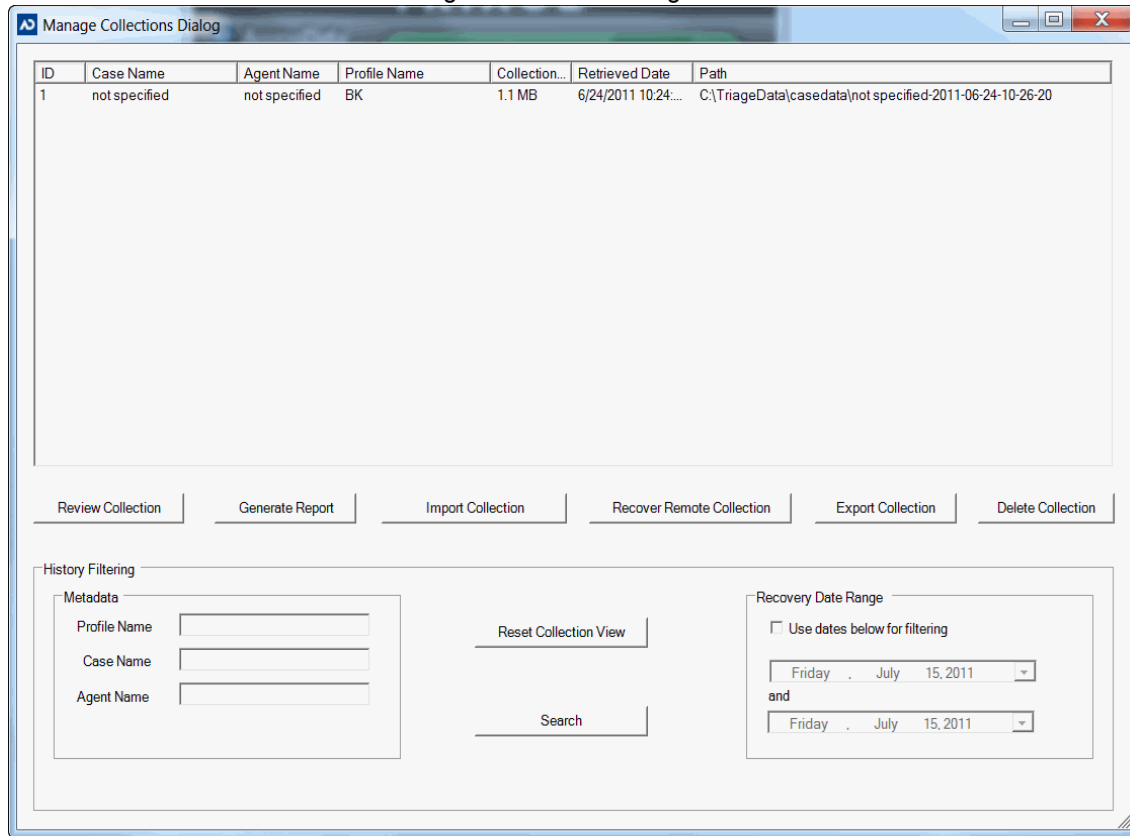 Manage Collections Dialog
ID Case Name Agent Name Profile Name Collection... Retrieved Date Path
1 not specified not specified BK 1.1 MB 6/24/2011 10:24:... C:\TriageData\casedata\not specified-2011-06-24-10-26-20
Review Collection Generate Report Import Collection Recover Remote Collection Export Collection Delete Collection
History Filtering
Metadata
Profile Name
Case Name
Agent Name
Reset Collection View
Search
Recovery Date Range
Use dates below for filtering
Friday , July 15, 2011
and
Friday , July 15, 2011